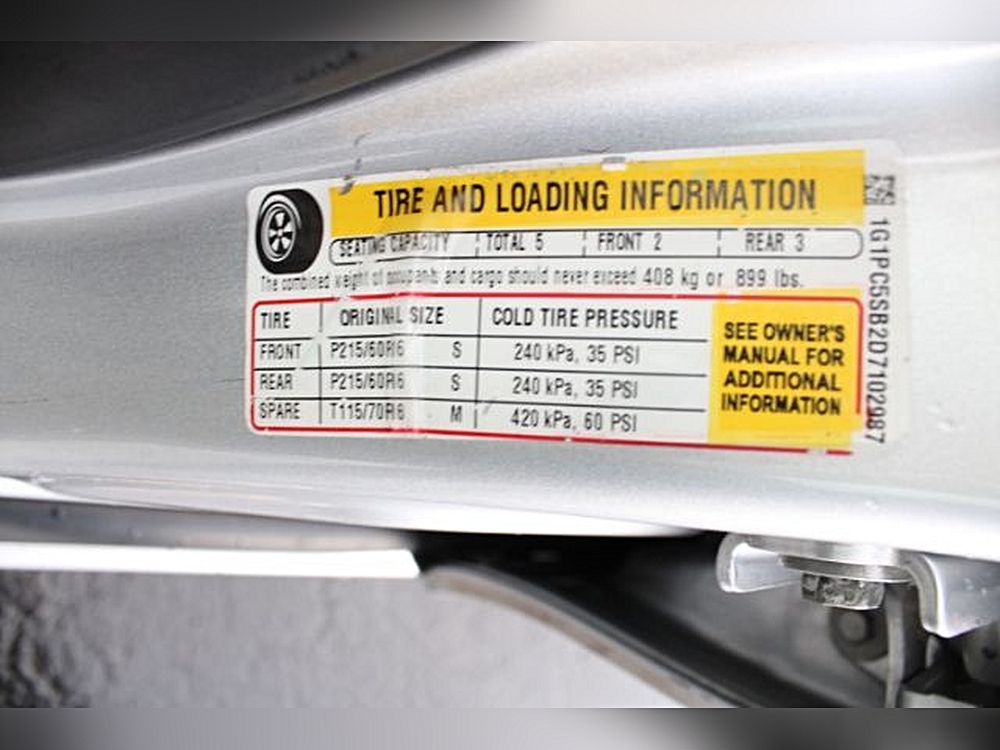 TIRE AND LOADING INFORMATION
SEATING CAPACITY TOTAL 5 FRONT 2 REAR 3
The combined weight of occupants and cargo should never exceed 408 kg or 899 lbs.
TIRE ORIGINAL SIZE COLD TIRE PRESSURE
FRONT P215/60R16 S 240 kPa, 35 PSI
REAR P215/60R16 S 240 kPa, 35 PSI
SPARE T115/70R16 M 420 kPa, 60 PSI
SEE OWNER'S
MANUAL FOR
ADDITIONAL
INFORMATION
1G1PC5SB2D7102987